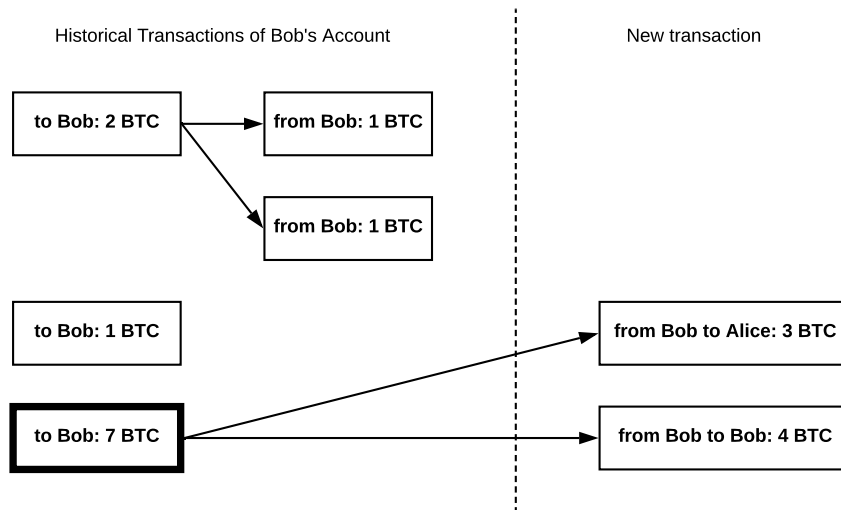 Historical Transactions of Bob's Account
New transaction
to Bob: 2 BTC
from Bob: 1 BTC
from Bob: 1 BTC
to Bob: 1 BTC
from Bob to Alice: 3 BTC
to Bob: 7 BTC
from Bob to Bob: 4 BTC